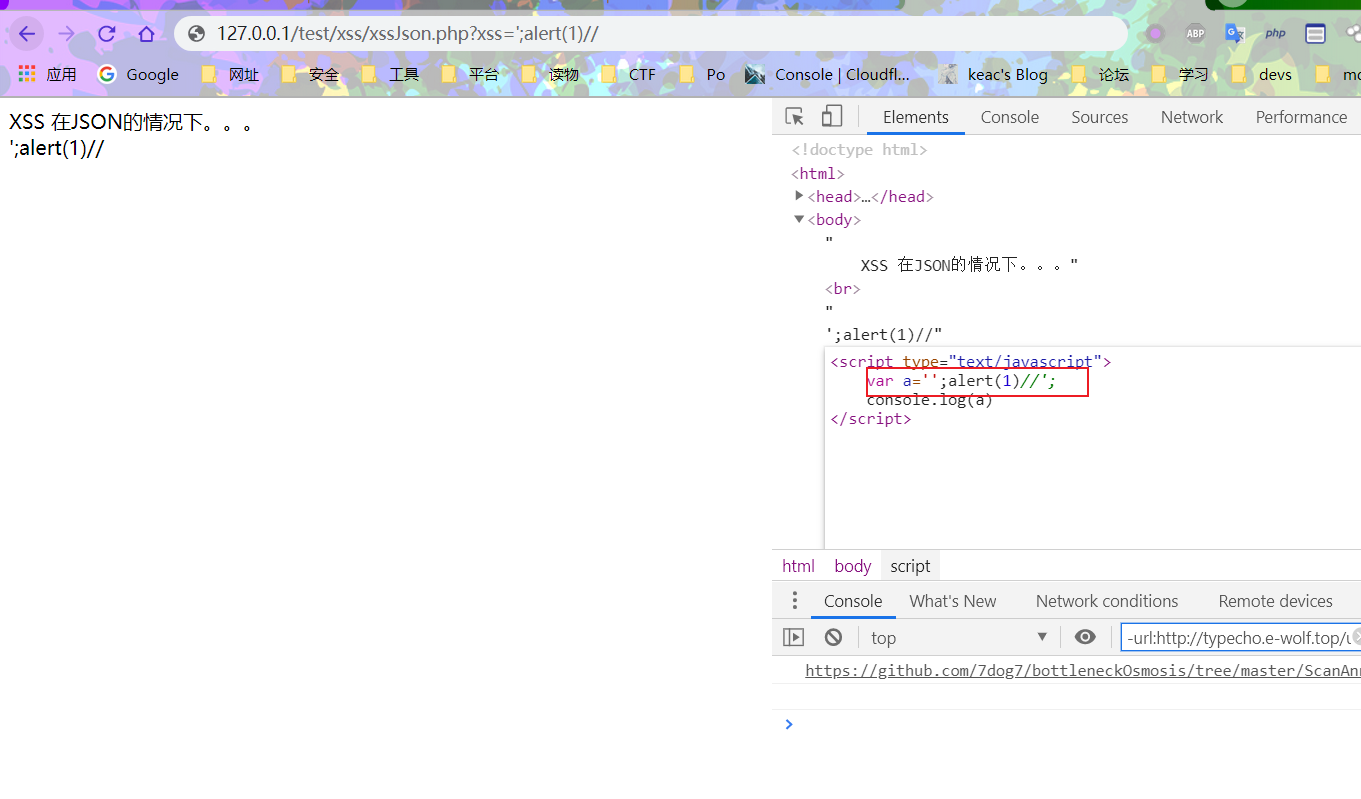 127.0.0.1/test/xss/xssJson.php?xss=';alert(1)//
ABP
php
应用 Google 网址 安全 工具 平台 读物 CTF Po Console | Cloudfl... keac's Blog 论坛 学习 devs
XSS 在JSON的情况下。。。
';alert(1)//
Elements Console Sources Network Performance
<!doctype html>
<html>
<head>…</head>
<body>
"
XSS 在JSON的情况下。。。"
<br>
"
';alert(1)//"
<script type="text/javascript">
var a='';alert(1)//';
console.log(a)
</script>
html body script
Console What's New Network conditions Remote devices
top
-url:http://typecho.e-wolf.top/u
https://github.com/7dog7/bottleneckOsmosis/tree/master/ScanAn